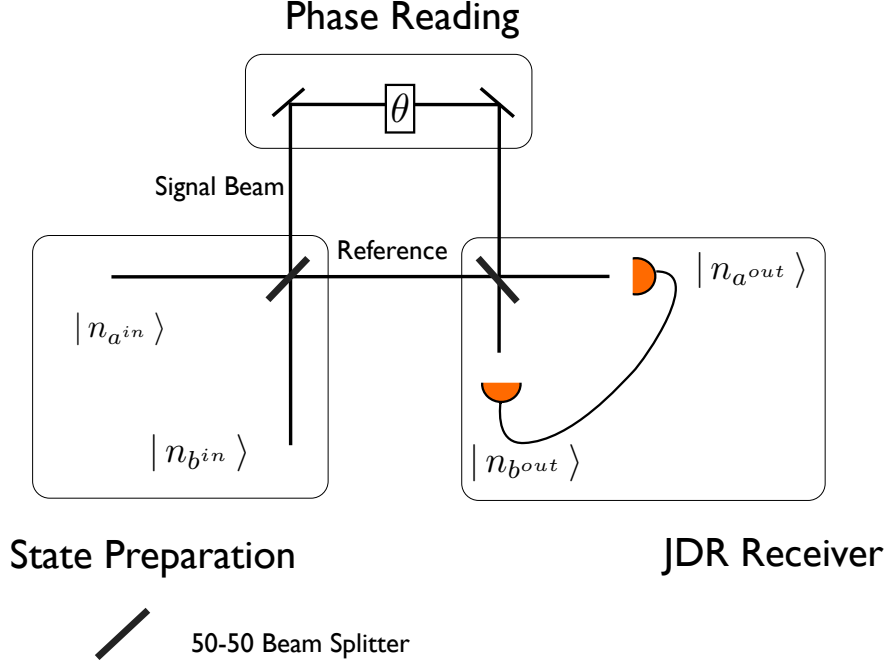 Phase Reading
θ
Signal Beam
Reference
| n_{a^{in}} ⟩
| n_{a^{out}} ⟩
| n_{b^{in}} ⟩
| n_{b^{out}} ⟩
State Preparation
JDR Receiver
50-50 Beam Splitter